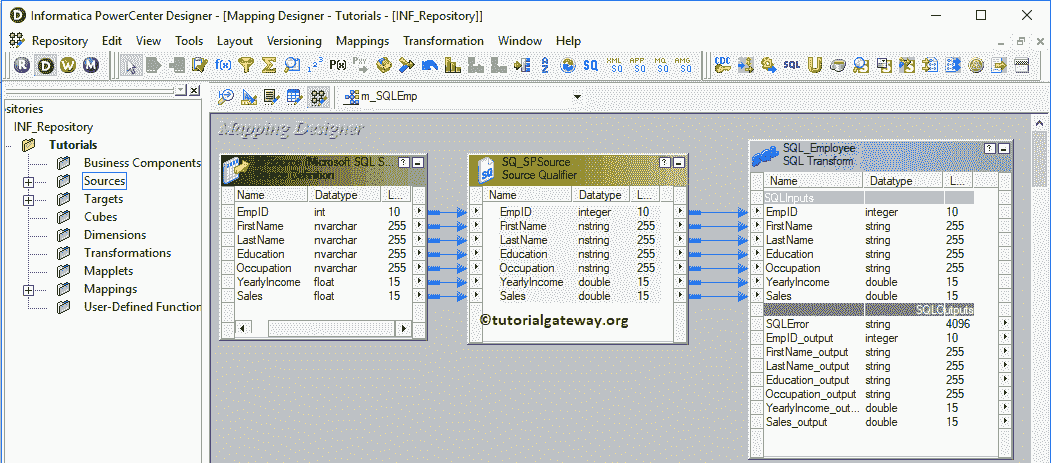 Informatica PowerCenter Designer - [Mapping Designer - Tutorials - [INF_Repository]]
Repository Edit View Tools Layout Versioning Mappings Transformation Window Help
m_SQLEmp
sitories
INF_Repository
Tutorials
Business Components
Sources
Targets
Cubes
Dimensions
Transformations
Mapplets
Mappings
User-Defined Function
Mapping Designer
SPSource (Microsoft SQL S...
Source Definition
Name Datatype L...
EmpID int 10
FirstName nvarchar 255
LastName nvarchar 255
Education nvarchar 255
Occupation nvarchar 255
YearlyIncome float 15
Sales float 15
SQ_SPSource
Source Qualifier
Name Datatype L...
EmpID integer 10
FirstName nstring 255
LastName nstring 255
Education nstring 255
Occupation nstring 255
YearlyIncome double 15
Sales double 15
©tutorialgateway.org
SQL_Employee
SQL Transform
Name Datatype L...
SQLInputs
EmpID integer 10
FirstName string 255
LastName string 255
Education string 255
Occupation string 255
YearlyIncome double 15
Sales double 15
SQLOutputs
SQLError string 4096
EmpID_output integer 10
FirstName_output string 255
LastName_output string 255
Education_output string 255
Occupation_output string 255
YearlyIncome_out... double 15
Sales_output double 15